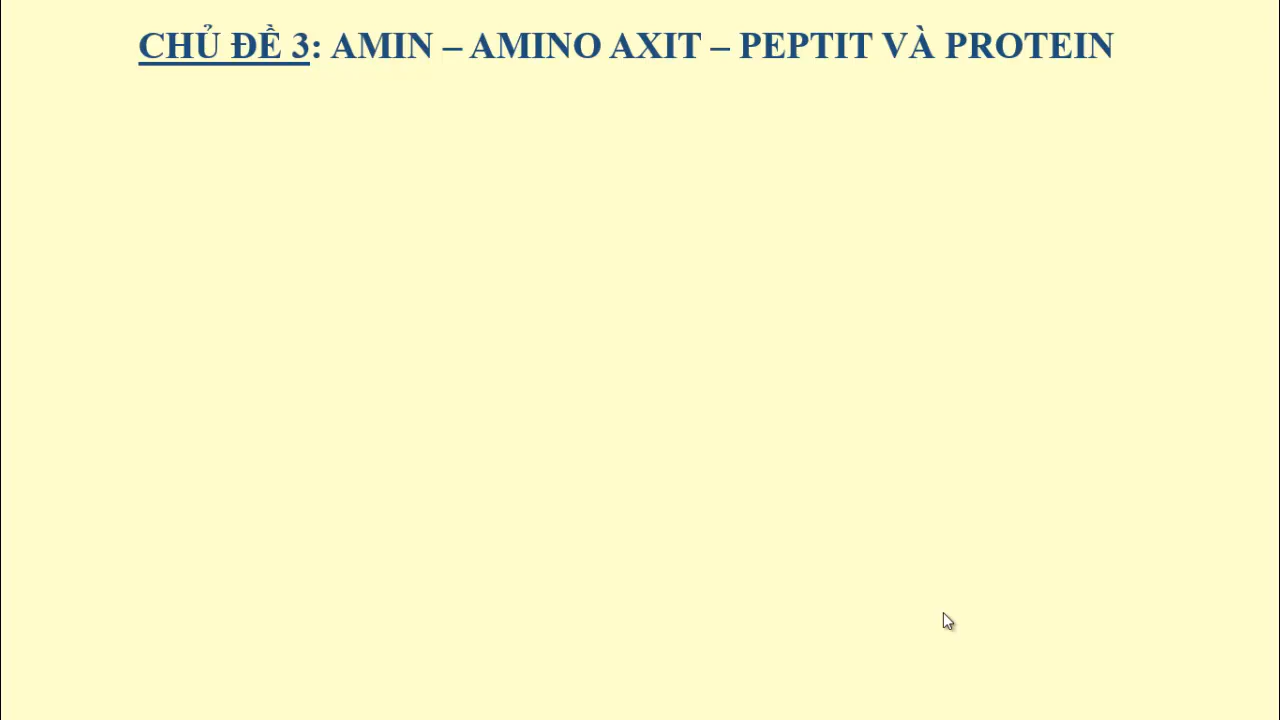 CHỦ ĐỀ 3: AMIN – AMINO AXIT – PEPTIT VÀ PROTEIN